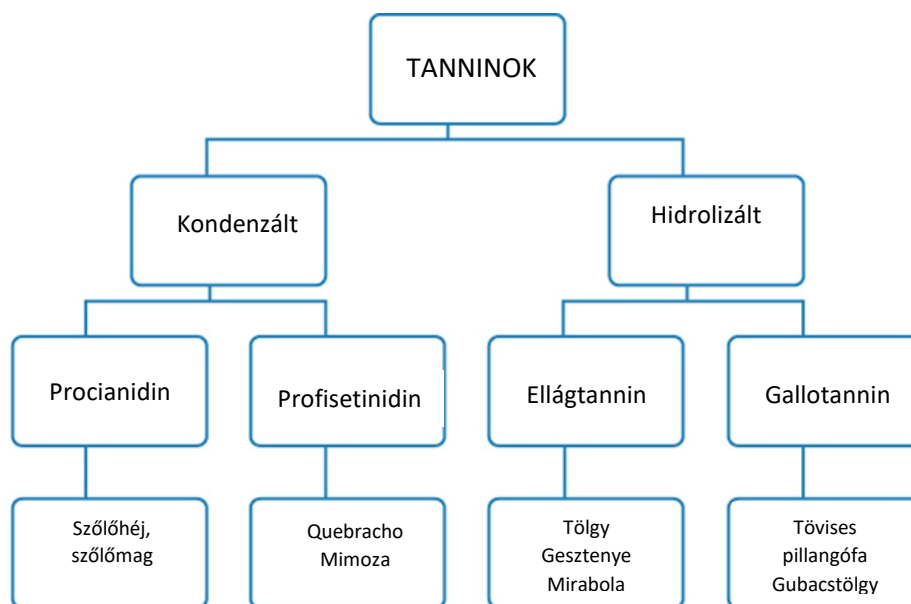 TANNINOK
Kondenzált
Hidrolizált
Procianidin
Profisetinidin
Ellágtannin
Gallotannin
Szőlőhéj,
szőlőmag
Quebracho
Mimoza
Tölgy
Gesztenye
Mirabola
Tövises
pillangófa
Gubacstölgy